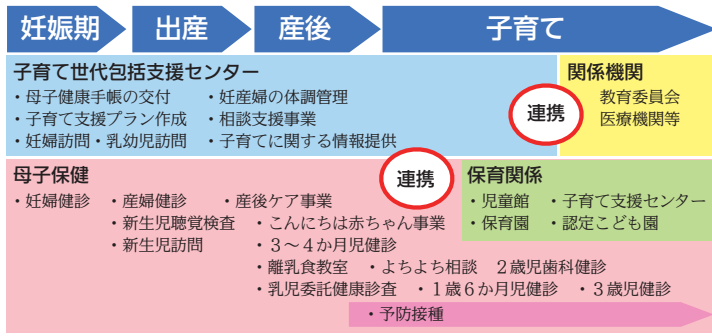 妊娠期 出産 産後 子育て
子育て世代包括支援センター
・母子健康手帳の交付 ・妊産婦の体調管理
・子育て支援プラン作成 ・相談支援事業
・妊婦訪問・乳幼児訪問 ・子育てに関する情報提供
連携
関係機関
教育委員会
医療機関等
母子保健
・妊婦健診 ・産婦健診 ・産後ケア事業
・新生児聴覚検査 ・こんにちは赤ちゃん事業
・新生児訪問 ・３～４か月児健診
・離乳食教室 ・よちよち相談 ２歳児歯科健診
・乳児委託健康診査 ・１歳６か月児健診 ・３歳児健診
・予防接種
連携
保育関係
・児童館 ・子育て支援センター
・保育園 ・認定こども園